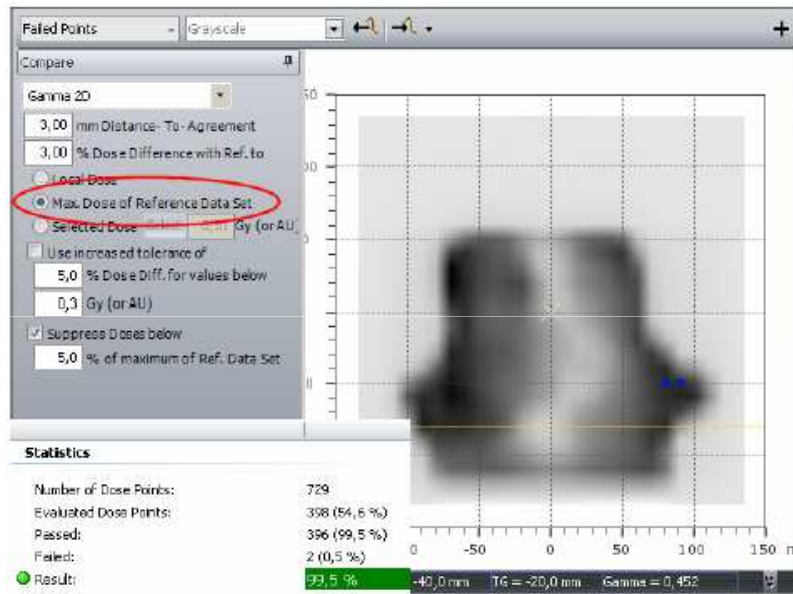 Failed Points
Grayscale
Compare
Gamma 2D
3,00 mm Distance- To- Agreement
3,00 % Dose Difference with Ref. to
Local Dose
Max. Dose of Reference Data Set
Selected Dose Gy (or AU)
Use increased tolerance of
5,0 % Dose Diff. for values below
0,3 Gy (or AU)
Suppress Doses below
5,0 % of maximum of Ref. Data Set
50
00
0
0
0 -50 0 50 100 150
Statistics
Number of Dose Points: 729
Evaluated Dose Points: 398 (54,6 %)
Passed: 396 (99,5 %)
Failed: 2 (0,5 %)
Result: 99,5 %
-40,0 mm TG = -20,0 mm Gamma = 0,452